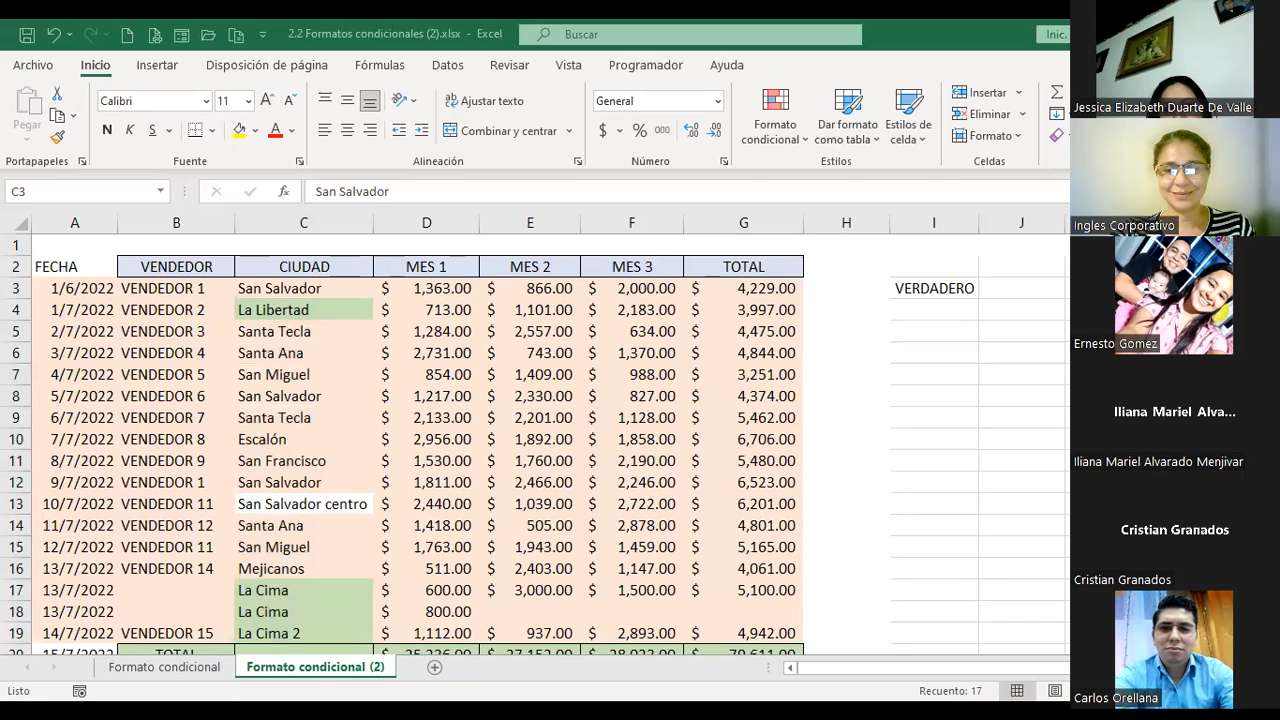 2.2 Formatos condicionales (2).xlsx - Excel
Buscar
Inic.
Archivo Inicio Insertar Disposición de página Fórmulas Datos Revisar Vista Programador Ayuda
Pegar
Calibri 11
N K S
Ajustar texto
Combinar y centrar
General
$ % 000
Formato condicional
Dar formato como tabla
Estilos de celda
Insertar
Eliminar
Formato
Portapapeles Fuente Alineación Número Estilos Celdas
C3 fx San Salvador
A B C D E F G H I J
1
2 FECHA VENDEDOR CIUDAD MES 1 MES 2 MES 3 TOTAL
3 1/6/2022 VENDEDOR 1 San Salvador $ 1,363.00 $ 866.00 $ 2,000.00 $ 4,229.00 VERDADERO
4 1/7/2022 VENDEDOR 2 La Libertad $ 713.00 $ 1,101.00 $ 2,183.00 $ 3,997.00
5 2/7/2022 VENDEDOR 3 Santa Tecla $ 1,284.00 $ 2,557.00 $ 634.00 $ 4,475.00
6 3/7/2022 VENDEDOR 4 Santa Ana $ 2,731.00 $ 743.00 $ 1,370.00 $ 4,844.00
7 4/7/2022 VENDEDOR 5 San Miguel $ 854.00 $ 1,409.00 $ 988.00 $ 3,251.00
8 5/7/2022 VENDEDOR 6 San Salvador $ 1,217.00 $ 2,330.00 $ 827.00 $ 4,374.00
9 6/7/2022 VENDEDOR 7 Santa Tecla $ 2,133.00 $ 2,201.00 $ 1,128.00 $ 5,462.00
10 7/7/2022 VENDEDOR 8 Escalón $ 2,956.00 $ 1,892.00 $ 1,858.00 $ 6,706.00
11 8/7/2022 VENDEDOR 9 San Francisco $ 1,530.00 $ 1,760.00 $ 2,190.00 $ 5,480.00
12 9/7/2022 VENDEDOR 1 San Salvador $ 1,811.00 $ 2,466.00 $ 2,246.00 $ 6,523.00
13 10/7/2022 VENDEDOR 11 San Salvador centro $ 2,440.00 $ 1,039.00 $ 2,722.00 $ 6,201.00
14 11/7/2022 VENDEDOR 12 Santa Ana $ 1,418.00 $ 505.00 $ 2,878.00 $ 4,801.00
15 12/7/2022 VENDEDOR 11 San Miguel $ 1,763.00 $ 1,943.00 $ 1,459.00 $ 5,165.00
16 13/7/2022 VENDEDOR 14 Mejicanos $ 511.00 $ 2,403.00 $ 1,147.00 $ 4,061.00
17 13/7/2022 La Cima $ 600.00 $ 3,000.00 $ 1,500.00 $ 5,100.00
18 13/7/2022 La Cima $ 800.00
19 14/7/2022 VENDEDOR 15 La Cima 2 $ 1,112.00 $ 937.00 $ 2,893.00 $ 4,942.00
Formato condicional Formato condicional (2)
Listo
Recuento: 17
Jessica Elizabeth Duarte De Valle
Ingles Corporativo
Ernesto Gomez
Iliana Mariel Alva...
Iliana Mariel Alvarado Menjivar
Cristian Granados
Cristian Granados
Carlos Orellana